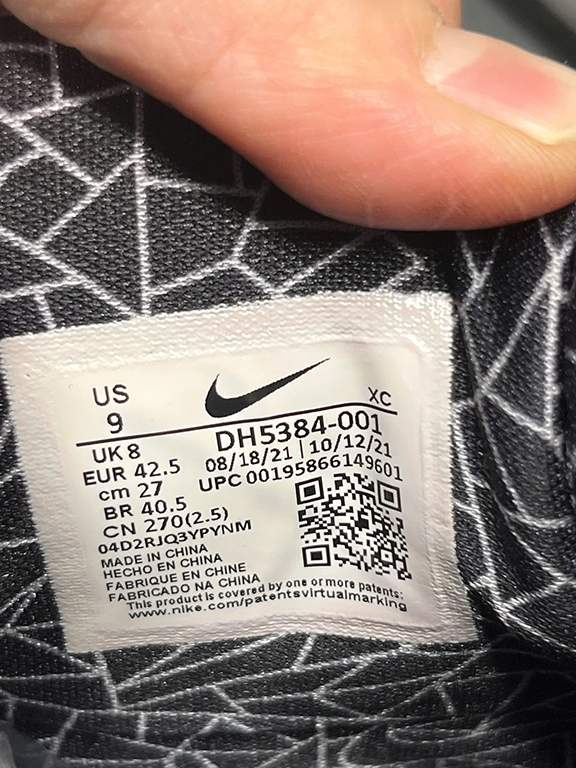 US
9
XC
UK 8
EUR 42.5
cm 27
BR 40.5
CN 270(2.5)
DH5384-001
08/18/21 | 10/12/21
UPC 00195866149601
04D2RJQ3YPYNM
MADE IN CHINA
HECHO EN CHINA
FABRIQUE EN CHINE
FABRICADO NA CHINA
This product is covered by one or more patents:
www.nike.com/patentsvirtualmarking